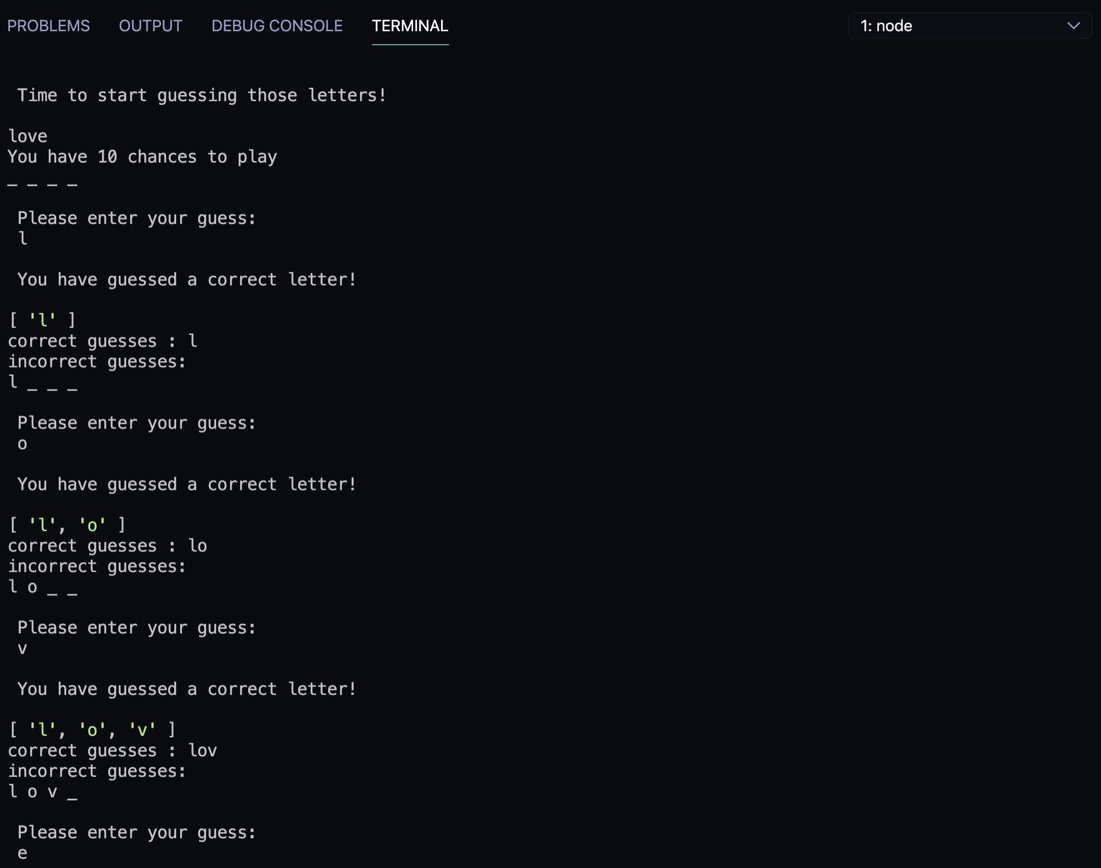 PROBLEMS OUTPUT DEBUG CONSOLE TERMINAL 1: node
Time to start guessing those letters!
love
You have 10 chances to play
_ _ _ _
Please enter your guess:
l
You have guessed a correct letter!
[ 'l' ]
correct guesses : l
incorrect guesses:
l _ _ _
Please enter your guess:
o
You have guessed a correct letter!
[ 'l', 'o' ]
correct guesses : lo
incorrect guesses:
l o _ _
Please enter your guess:
v
You have guessed a correct letter!
[ 'l', 'o', 'v' ]
correct guesses : lov
incorrect guesses:
l o v _
Please enter your guess:
e